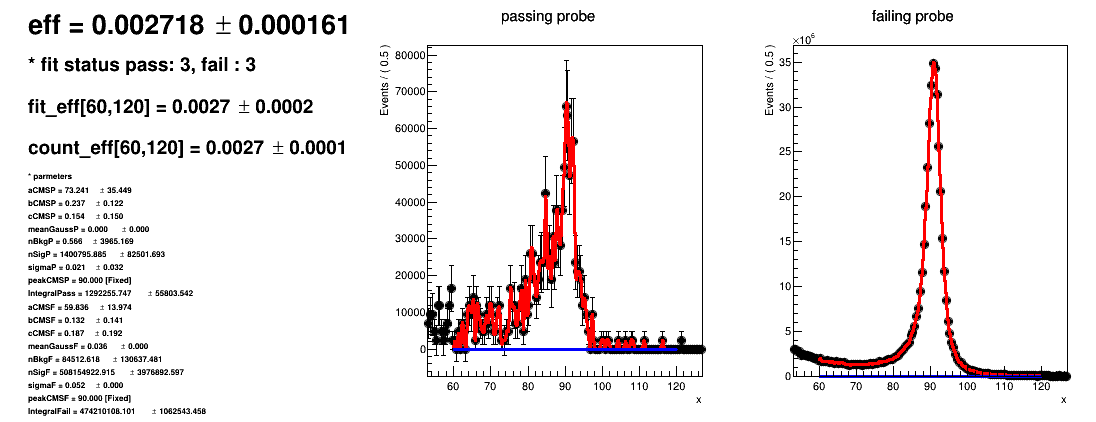 eff = 0.002718 ± 0.000161
* fit status pass: 3, fail : 3
fit_eff[60,120] = 0.0027 ± 0.0002
count_eff[60,120] = 0.0027 ± 0.0001
* parmeters
aCMSP = 73.241 ± 35.449
bCMSP = 0.237 ± 0.122
cCMSP = 0.154 ± 0.150
meanGaussP = 0.000 ± 0.000
nBkgP = 0.566 ± 3965.169
nSigP = 1400795.885 ± 82501.693
sigmaP = 0.021 ± 0.032
peakCMSP = 90.000 [Fixed]
IntegralPass = 1292255.747 ± 55803.542
aCMSF = 59.836 ± 13.974
bCMSF = 0.132 ± 0.141
cCMSF = 0.187 ± 0.192
meanGaussF = 0.036 ± 0.000
nBkgF = 84512.618 ± 130637.481
nSigF = 508154922.915 ± 3976892.597
sigmaF = 0.052 ± 0.000
peakCMSF = 90.000 [Fixed]
IntegralFail = 474210108.101 ± 1062543.458
passing probe
Events / ( 0.5 )
80000
70000
60000
50000
40000
30000
20000
10000
0
60 70 80 90 100 110 120
x
failing probe
×10⁶
Events / ( 0.5 )
35
30
25
20
15
10
5
0
60 70 80 90 100 110 120
x